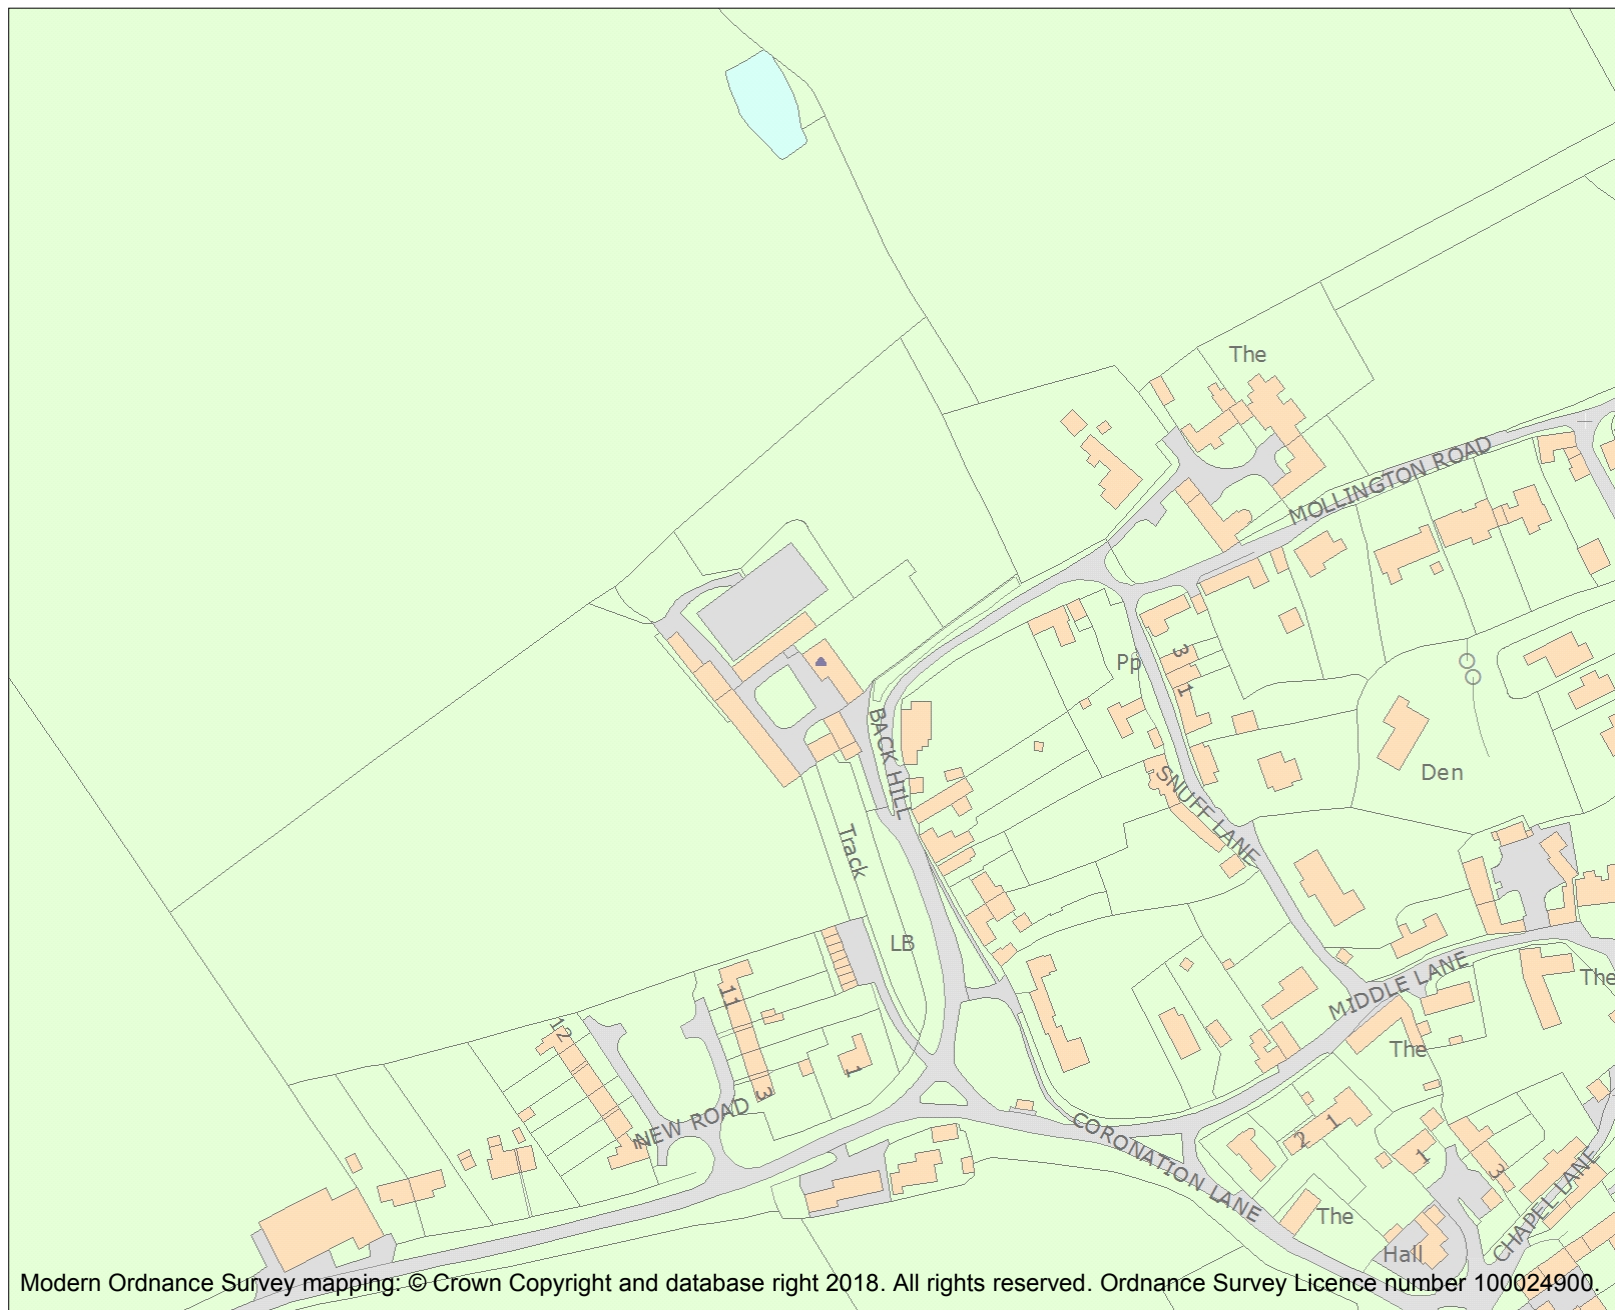 The
MOLLINGTON ROAD
3
Pp
1
BACK HILL
Den
SNUFF LANE
Track
LB
MIDDLE LANE
The
11
12
The
1
3
NEW ROAD
CORONATION LANE
2 1
1
3
CHAPEL LANE
The
Hall
Modern Ordnance Survey mapping: © Crown Copyright and database right 2018. All rights reserved. Ordnance Survey Licence number 100024900.